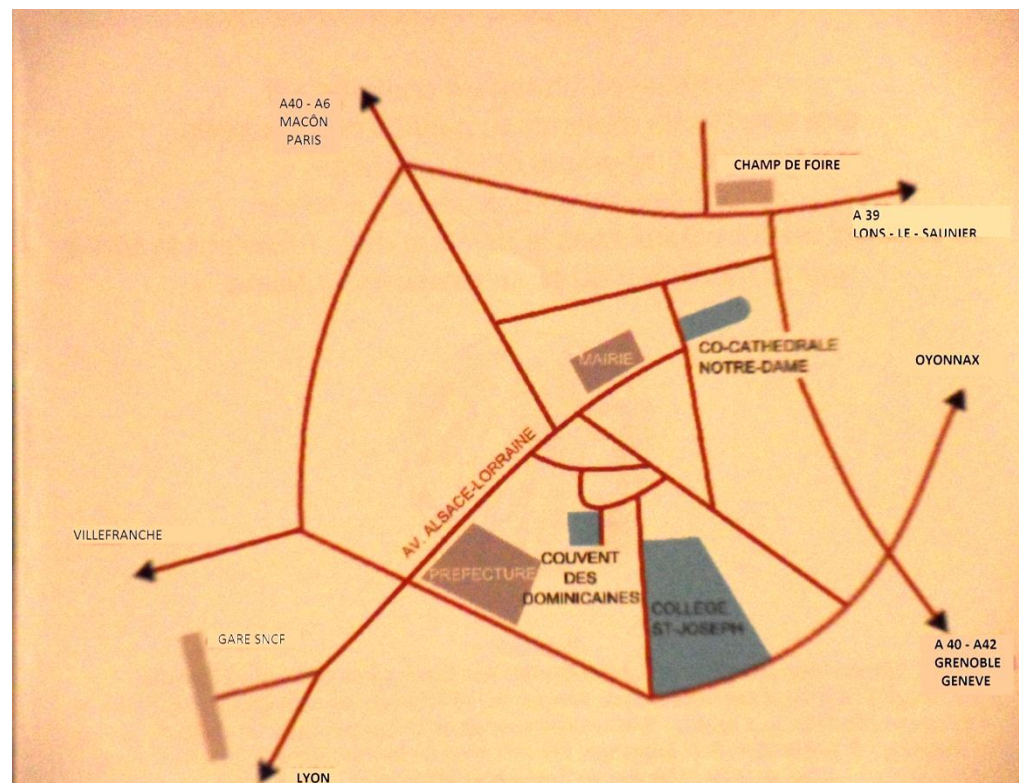 A40 - A6
MACÔN
PARIS
CHAMP DE FOIRE
A 39
LONS - LE - SAUNIER
MAIRIE
CO-CATHEDRALE
NOTRE-DAME
OYONNAX
AV. ALSACE-LORRAINE
VILLEFRANCHE
PREFECTURE
COUVENT
DES
DOMINICAINES
COLLÈGE
ST-JOSEPH
GARE SNCF
A 40 - A42
GRENOBLE
GENEVE
LYON